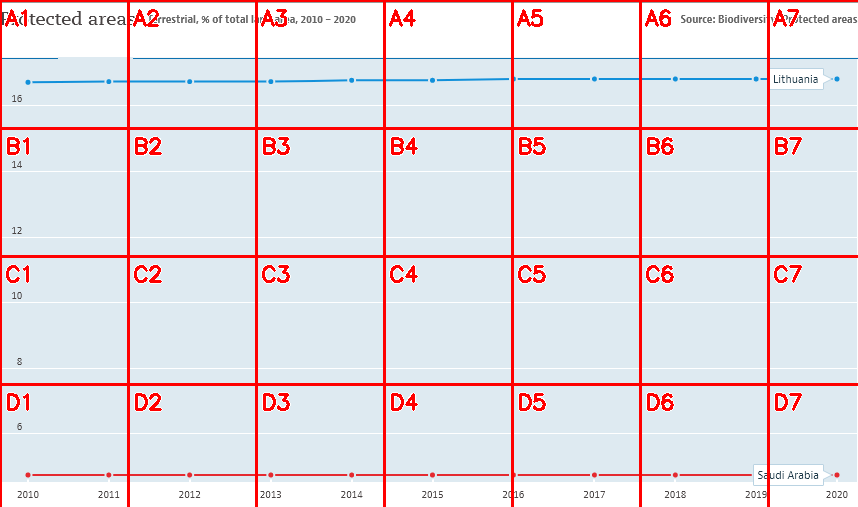 Protected areas Terrestrial, % of total land area, 2010 – 2020 Source: Biodiversity: Protected areas
A1 A2 A3 A4 A5 A6 A7
Lithuania
16
B1 B2 B3 B4 B5 B6 B7
14
12
C1 C2 C3 C4 C5 C6 C7
10
8
D1 D2 D3 D4 D5 D6 D7
6
Saudi Arabia
2010 2011 2012 2013 2014 2015 2016 2017 2018 2019 2020